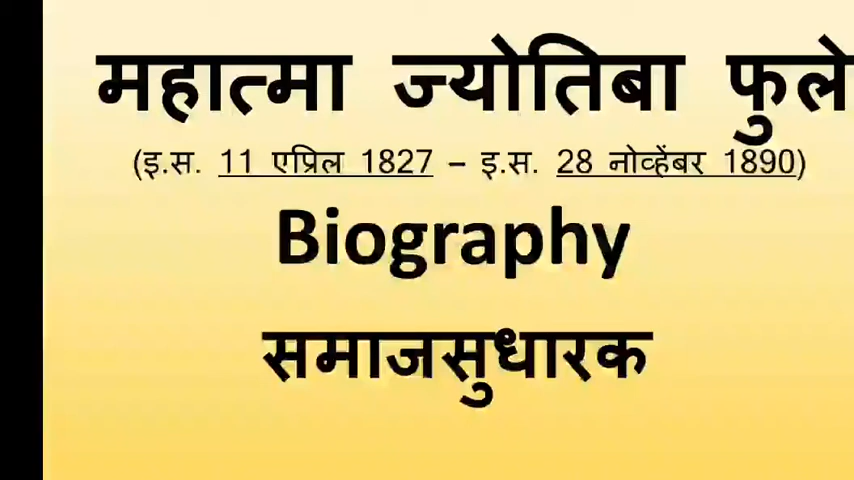 महात्मा ज्योतिबा फुले
(इ.स. 11 एप्रिल 1827 – इ.स. 28 नोव्हेंबर 1890)
Biography
समाजसुधारक